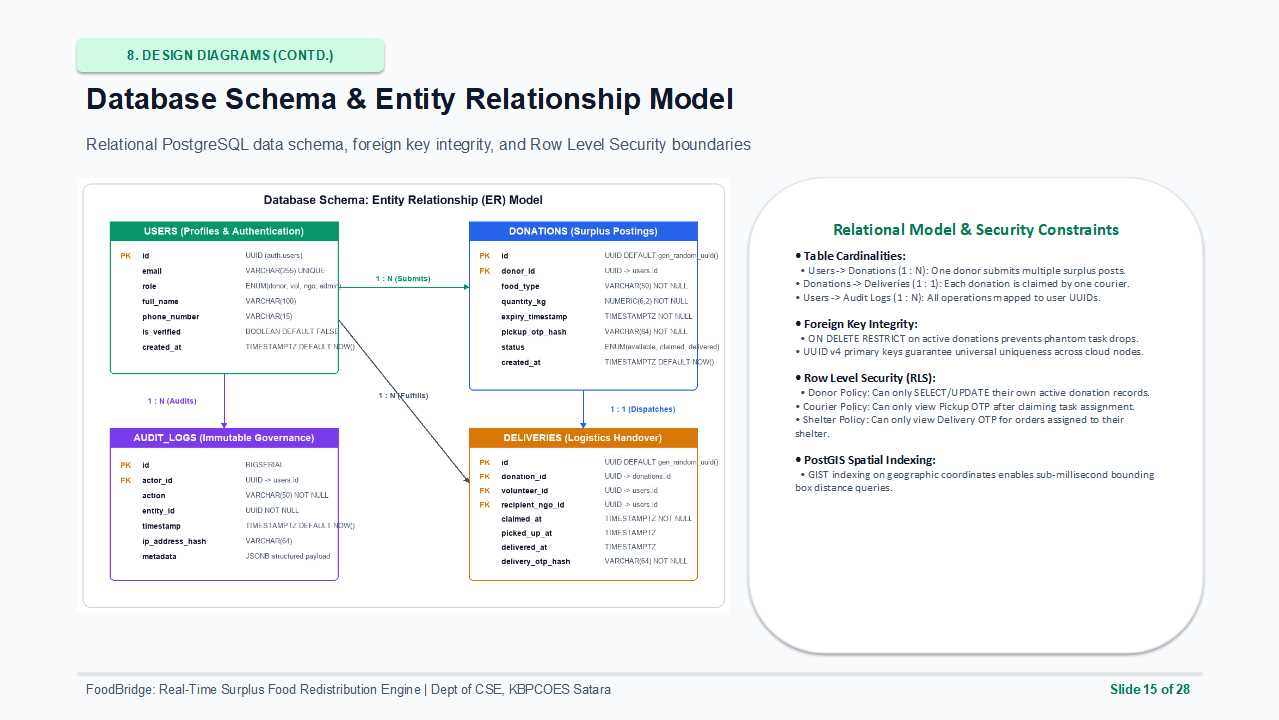 8. DESIGN DIAGRAMS (CONTD.)
Database Schema & Entity Relationship Model
Relational PostgreSQL data schema, foreign key integrity, and Row Level Security boundaries
Database Schema: Entity Relationship (ER) Model
USERS (Profiles & Authentication)
PK id UUID (auth.users)
email VARCHAR(255) UNIQUE
role ENUM(donor, vol, ngo, admin)
full_name VARCHAR(100)
phone_number VARCHAR(15)
is_verified BOOLEAN DEFAULT FALSE
created_at TIMESTAMPTZ DEFAULT NOW()
1 : N (Submits)
DONATIONS (Surplus Postings)
PK id UUID DEFAULT gen_random_uuid()
FK donor_id UUID -> users.id
food_type VARCHAR(50) NOT NULL
quantity_kg NUMERIC(6,2) NOT NULL
expiry_timestamp TIMESTAMPTZ NOT NULL
pickup_otp_hash VARCHAR(64) NOT NULL
status ENUM(available, claimed, delivered)
created_at TIMESTAMPTZ DEFAULT NOW()
1 : N (Audits)
1 : N (Fulfills)
1 : 1 (Dispatches)
AUDIT_LOGS (Immutable Governance)
PK id BIGSERIAL
FK actor_id UUID -> users.id
action VARCHAR(50) NOT NULL
entity_id UUID NOT NULL
timestamp TIMESTAMPTZ DEFAULT NOW()
ip_address_hash VARCHAR(64)
metadata JSONB structured payload
DELIVERIES (Logistics Handover)
PK id UUID DEFAULT gen_random_uuid()
FK donation_id UUID -> donations.id
FK volunteer_id UUID -> users.id
FK recipient_ngo_id UUID -> users.id
claimed_at TIMESTAMPTZ NOT NULL
picked_up_at TIMESTAMPTZ
delivered_at TIMESTAMPTZ
delivery_otp_hash VARCHAR(64) NOT NULL
Relational Model & Security Constraints
• Table Cardinalities:
• Users -> Donations (1 : N): One donor submits multiple surplus posts.
• Donations -> Deliveries (1 : 1): Each donation is claimed by one courier.
• Users -> Audit Logs (1 : N): All operations mapped to user UUIDs.
• Foreign Key Integrity:
• ON DELETE RESTRICT on active donations prevents phantom task drops.
• UUID v4 primary keys guarantee universal uniqueness across cloud nodes.
• Row Level Security (RLS):
• Donor Policy: Can only SELECT/UPDATE their own active donation records.
• Courier Policy: Can only view Pickup OTP after claiming task assignment.
• Shelter Policy: Can only view Delivery OTP for orders assigned to their
shelter.
• PostGIS Spatial Indexing:
• GIST indexing on geographic coordinates enables sub-millisecond bounding
box distance queries.
FoodBridge: Real-Time Surplus Food Redistribution Engine | Dept of CSE, KBPCOES Satara
Slide 15 of 28